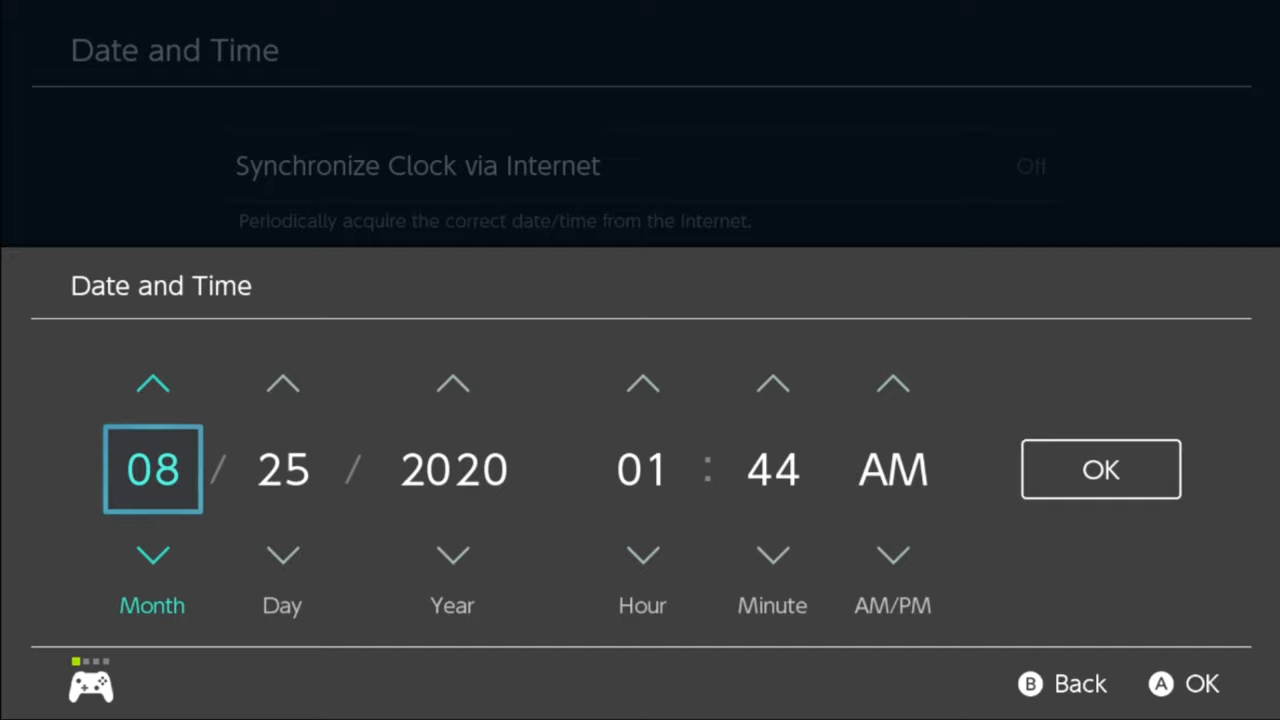 Date and Time
Synchronize Clock via Internet Off
Periodically acquire the correct date/time from the Internet.
Date and Time
08 / 25 / 2020 01 : 44 AM OK
Month Day Year Hour Minute AM/PM
B Back A OK